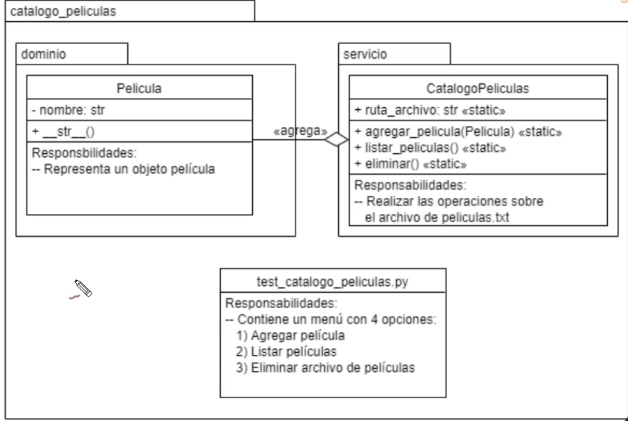 catalogo_peliculas
dominio
Pelicula
- nombre: str
+ __str__()
Responsbilidades:
-- Representa un objeto película
«agrega»
servicio
CatalogoPeliculas
+ ruta_archivo: str «static»
+ agregar_pelicula(Pelicula) «static»
+ listar_peliculas() «static»
+ eliminar() «static»
Responsabilidades:
-- Realizar las operaciones sobre
el archivo de peliculas.txt
test_catalogo_peliculas.py
Responsabilidades:
-- Contiene un menú con 4 opciones:
1) Agregar película
2) Listar películas
3) Eliminar archivo de películas